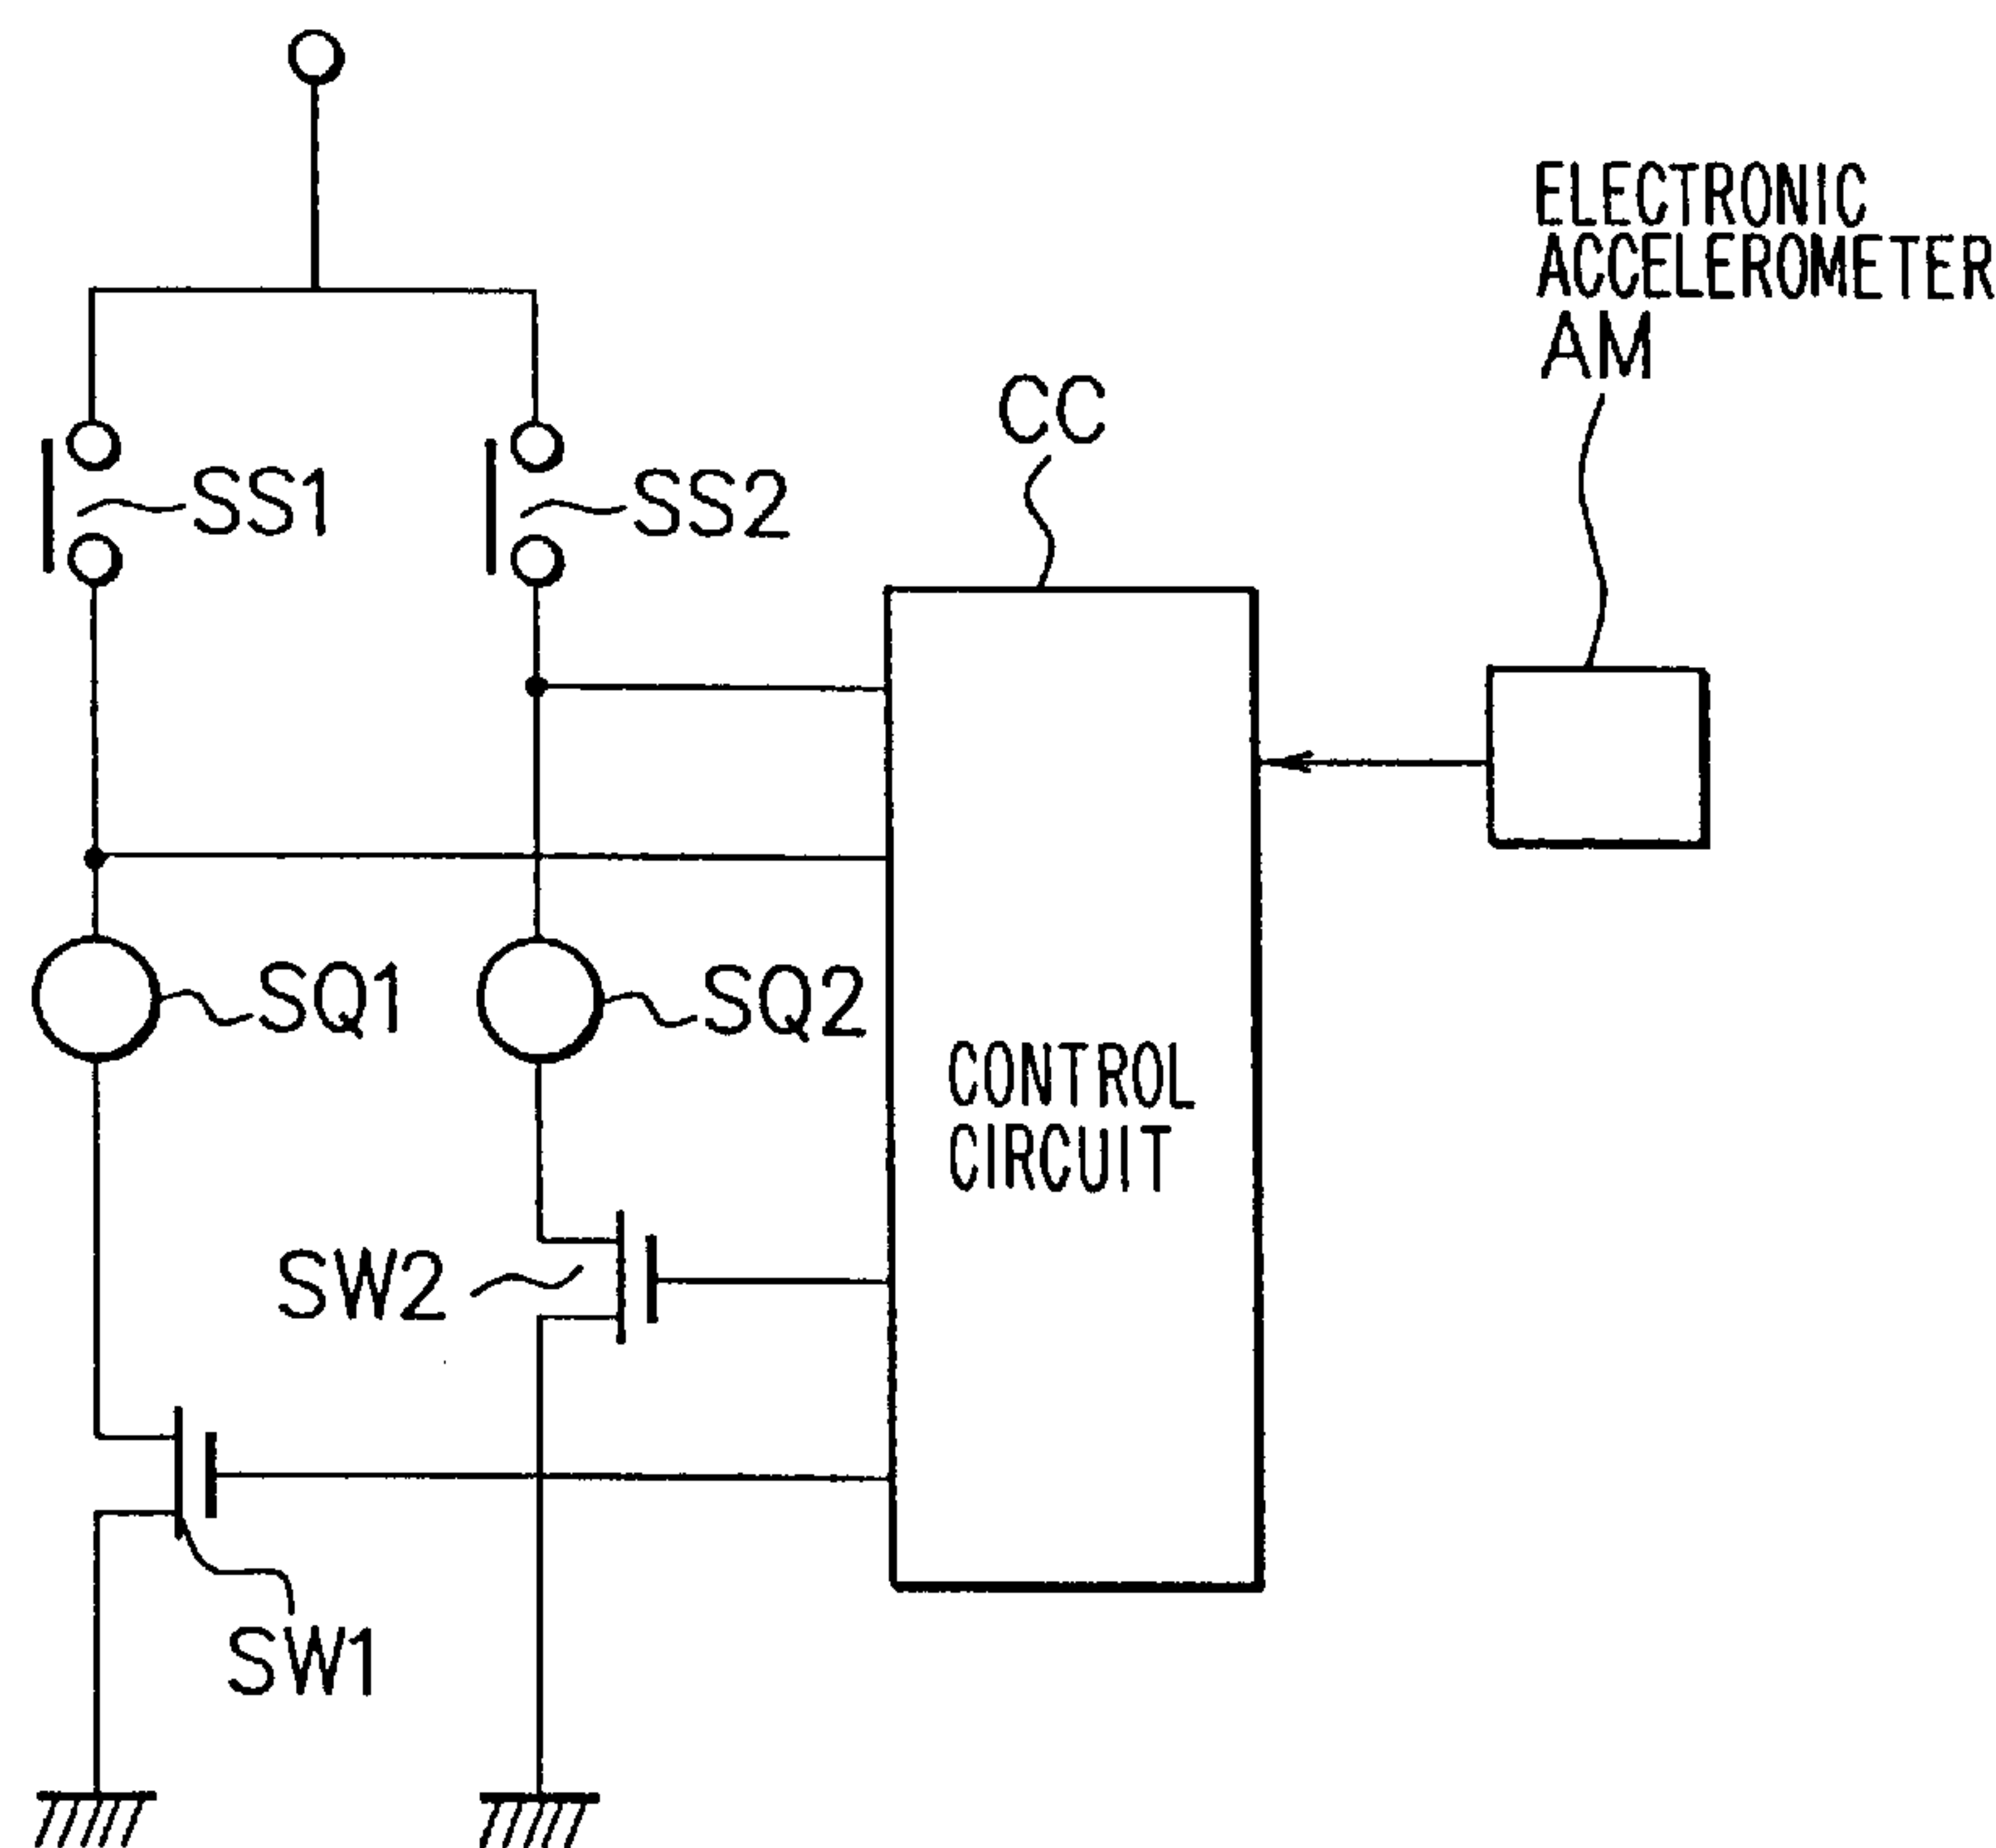 ELECTRONIC
ACCELEROMETER
AM
CC
SS1
SS2
SQ1
SQ2
CONTROL
CIRCUIT
SW2
SW1